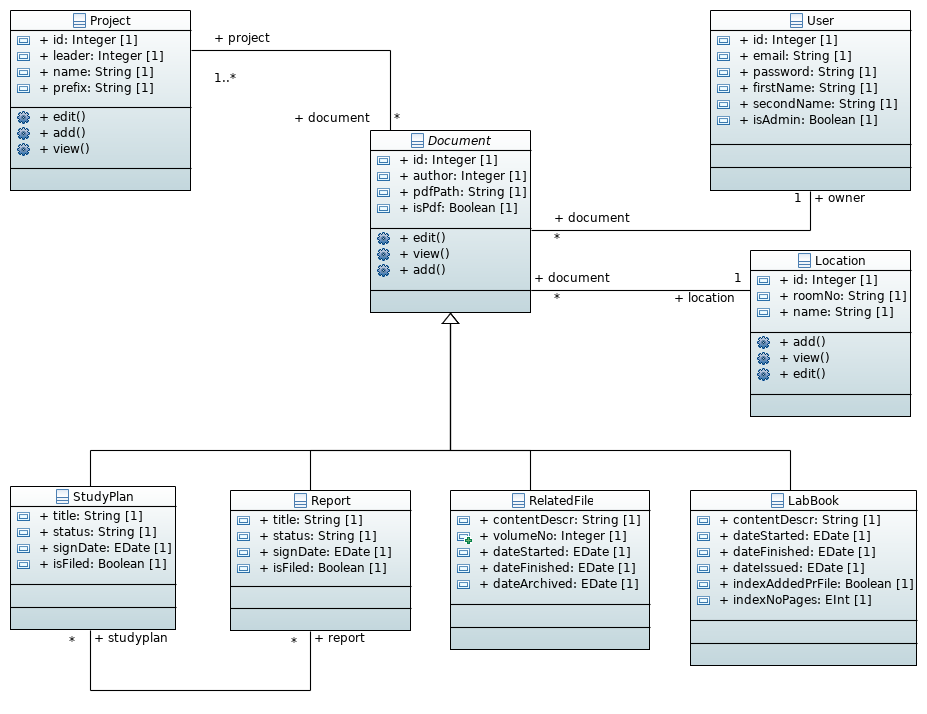 Project
+ id: Integer [1]
+ leader: Integer [1]
+ name: String [1]
+ prefix: String [1]
+ edit()
+ add()
+ view()
+ project
1..*
+ document
*
User
+ id: Integer [1]
+ email: String [1]
+ password: String [1]
+ firstName: String [1]
+ secondName: String [1]
+ isAdmin: Boolean [1]
1
+ owner
Document
+ id: Integer [1]
+ author: Integer [1]
+ pdfPath: String [1]
+ isPdf: Boolean [1]
+ edit()
+ view()
+ add()
+ document
*
+ document
*
1
+ location
Location
+ id: Integer [1]
+ roomNo: String [1]
+ name: String [1]
+ add()
+ view()
+ edit()
StudyPlan
+ title: String [1]
+ status: String [1]
+ signDate: EDate [1]
+ isFiled: Boolean [1]
*
+ studyplan
Report
+ title: String [1]
+ status: String [1]
+ signDate: EDate [1]
+ isFiled: Boolean [1]
*
+ report
RelatedFile
+ contentDescr: String [1]
+ volumeNo: Integer [1]
+ dateStarted: EDate [1]
+ dateFinished: EDate [1]
+ dateArchived: EDate [1]
LabBook
+ contentDescr: String [1]
+ dateStarted: EDate [1]
+ dateFinished: EDate [1]
+ dateIssued: EDate [1]
+ indexAddedPrFile: Boolean [1]
+ indexNoPages: EInt [1]